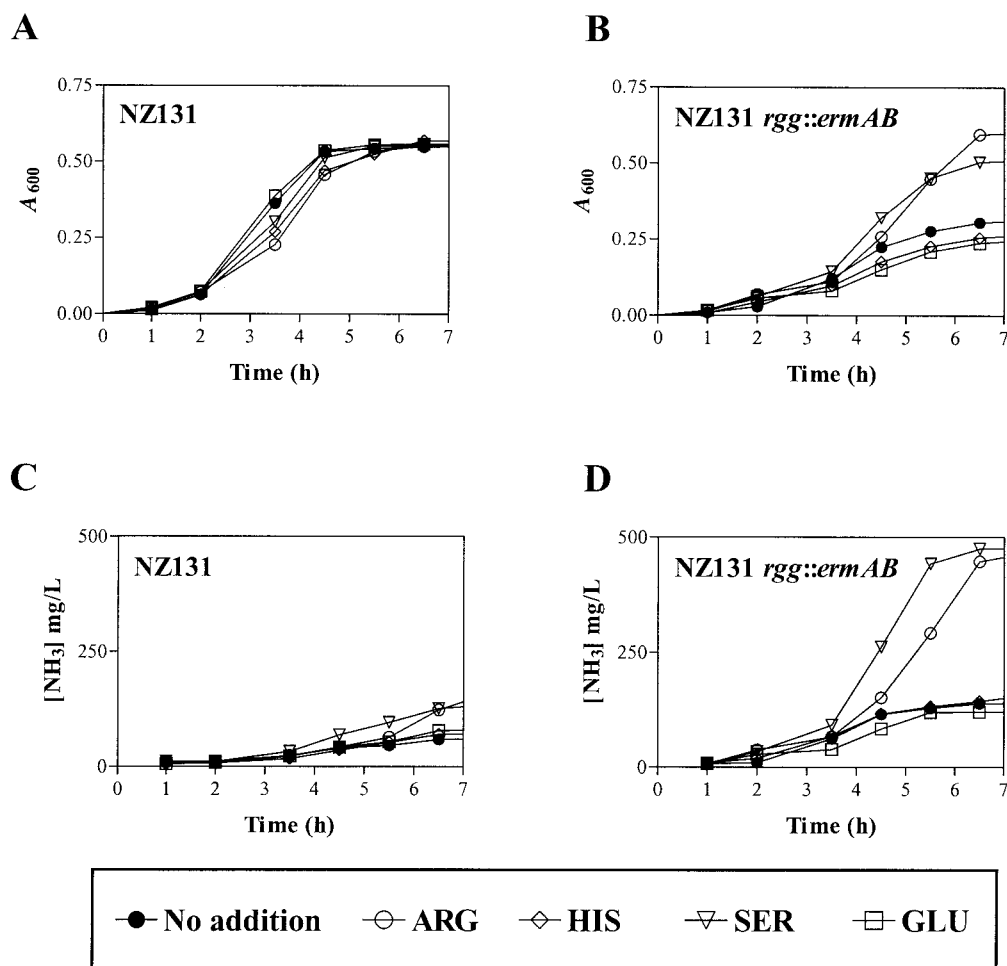 A
B
0.75
0.50
0.25
0.00
A600
NZ131
0 1 2 3 4 5 6 7
Time (h)
0.75
0.50
0.25
0.00
A600
NZ131 rgg::ermAB
0 1 2 3 4 5 6 7
Time (h)
C
D
500
250
0
[NH3] mg/L
NZ131
0 1 2 3 4 5 6 7
Time (h)
500
250
0
[NH3] mg/L
NZ131 rgg::ermAB
0 1 2 3 4 5 6 7
Time (h)
No addition ARG HIS SER GLU